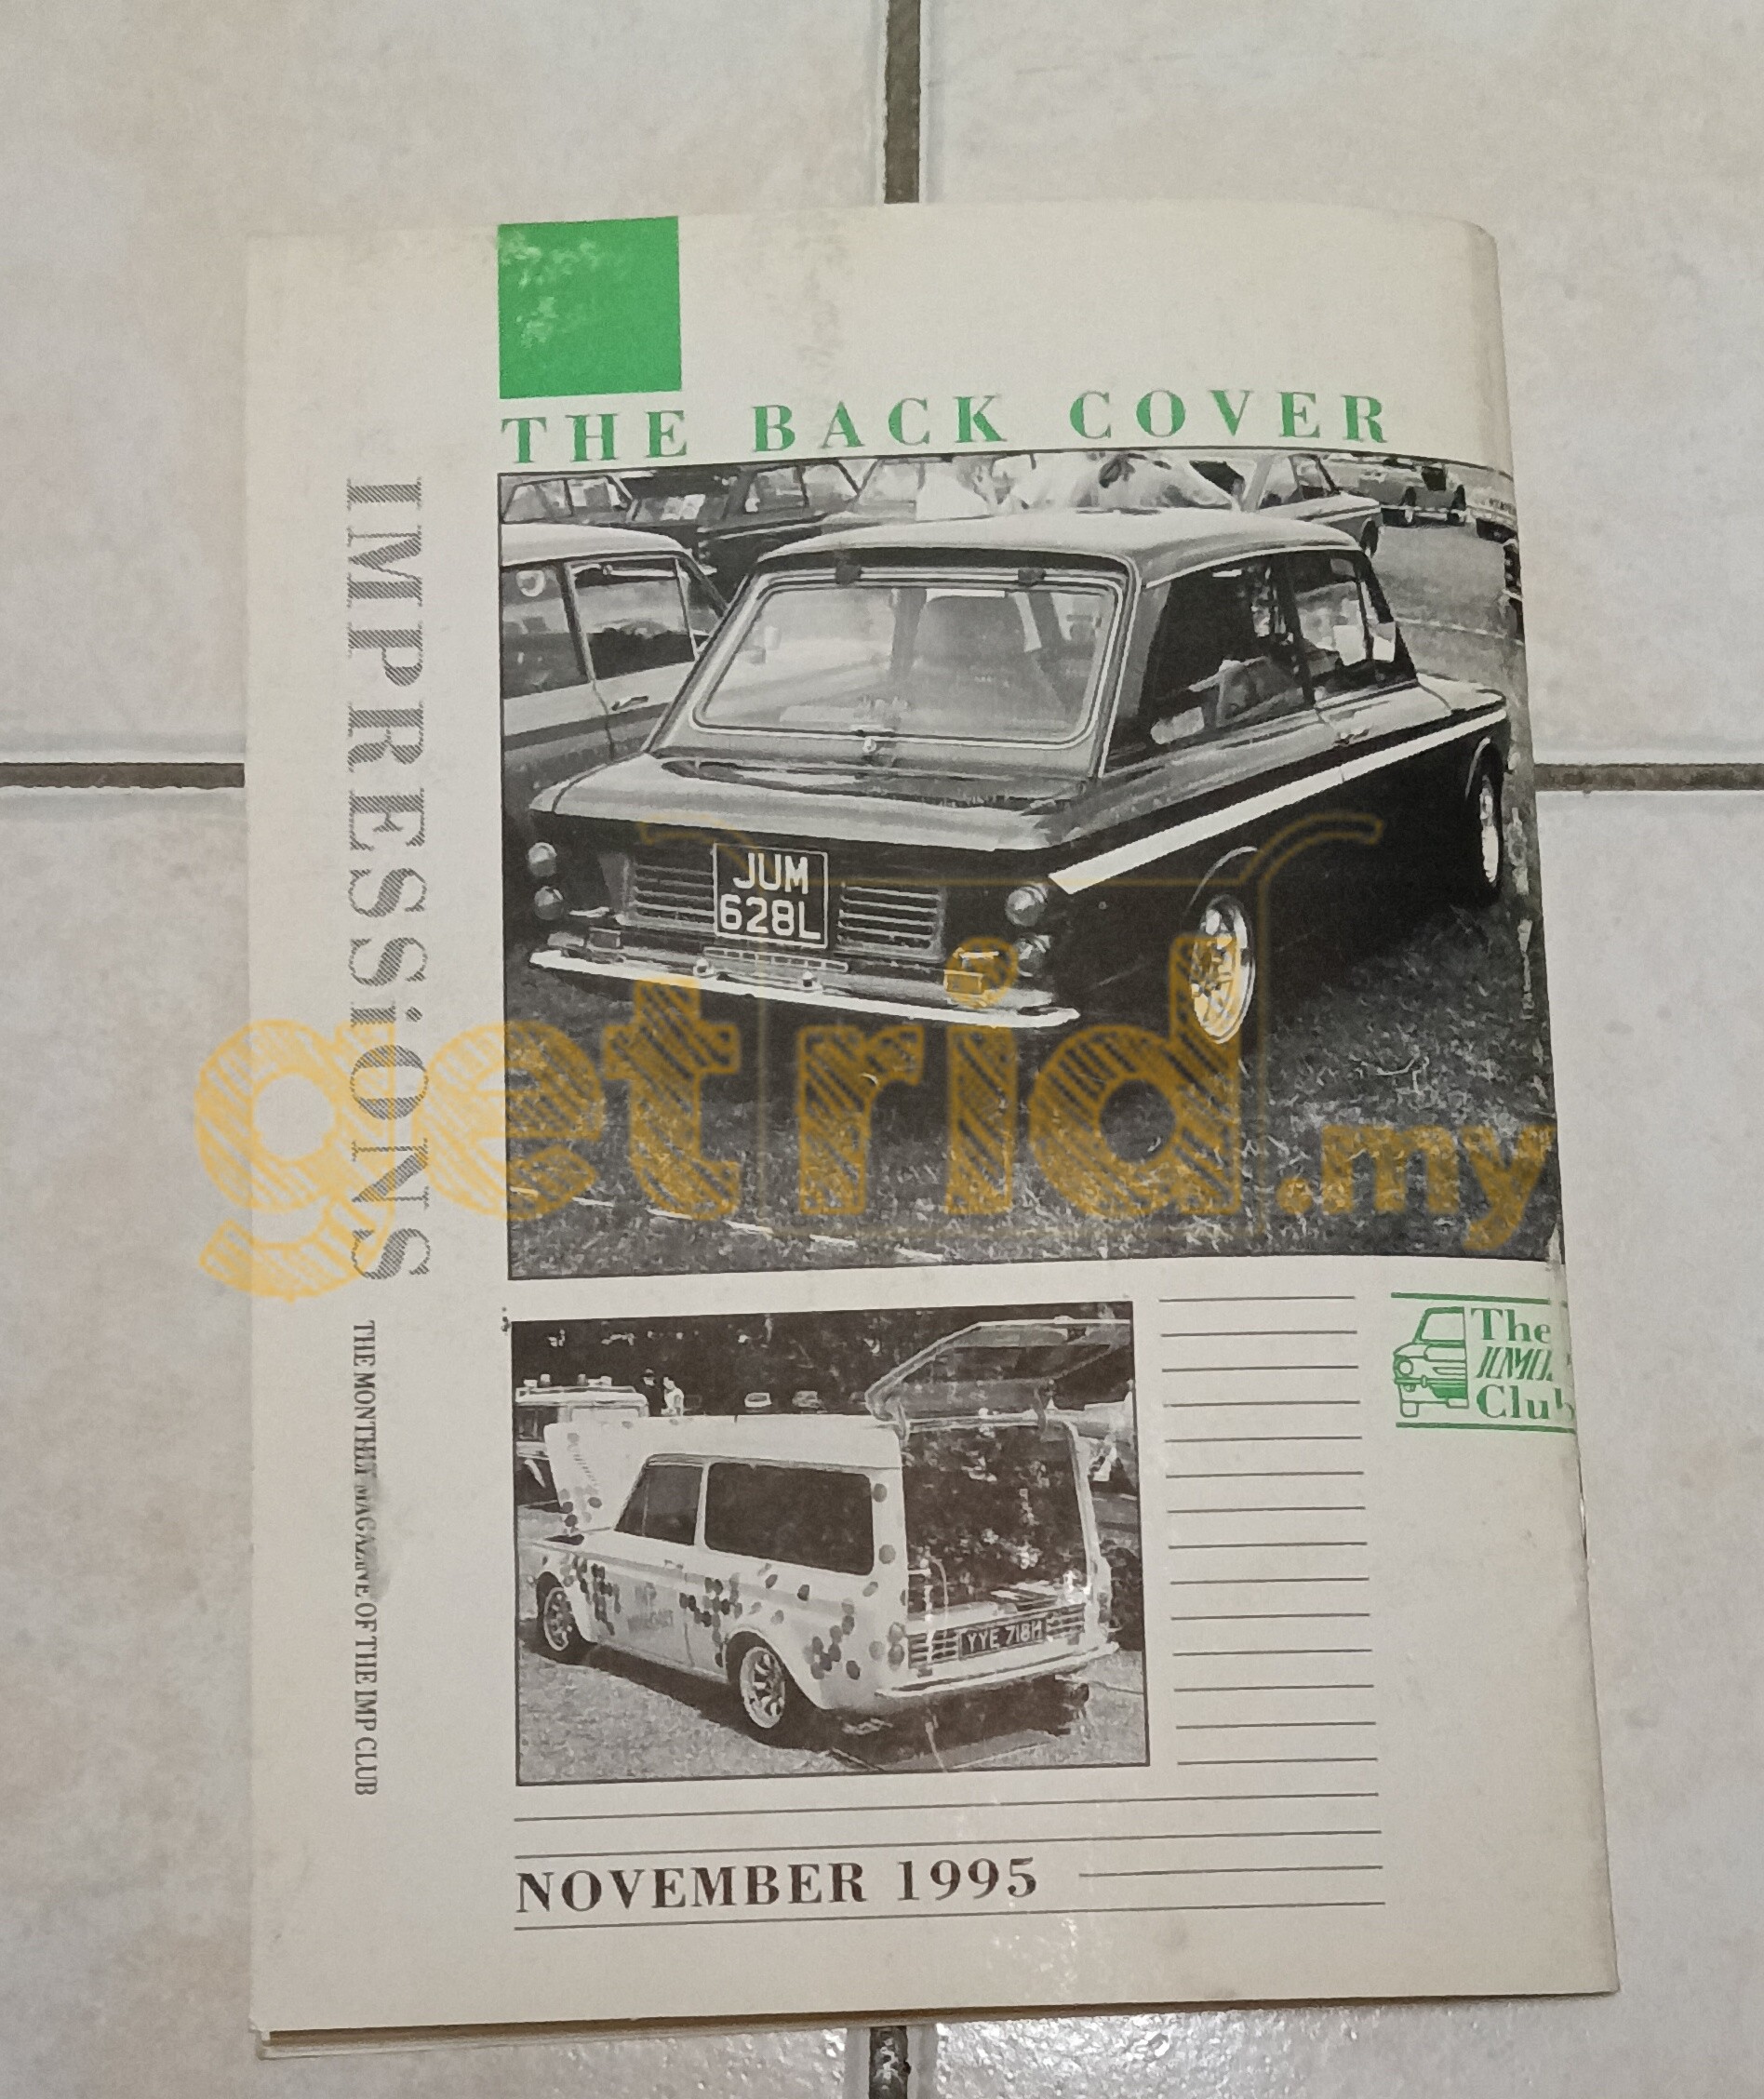 THE BACK COVER
IMPRESSiONS
THE MONTHLY MAGAZINE OF THE IMP CLUB
JUM
628L
getrid.my
The
IMP
Club
YYE 718H
NOVEMBER 1995